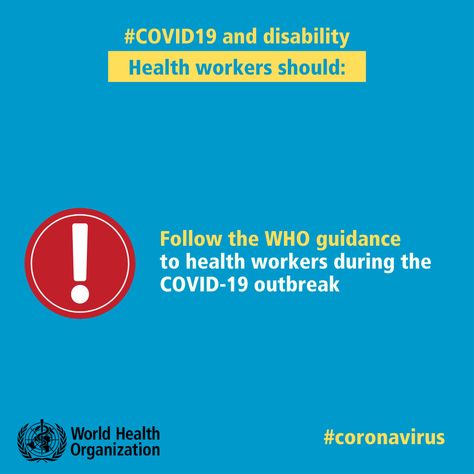 #COVID19 and disability
Health workers should:
Follow the WHO guidance
to health workers during the
COVID-19 outbreak
World Health
Organization
#coronavirus